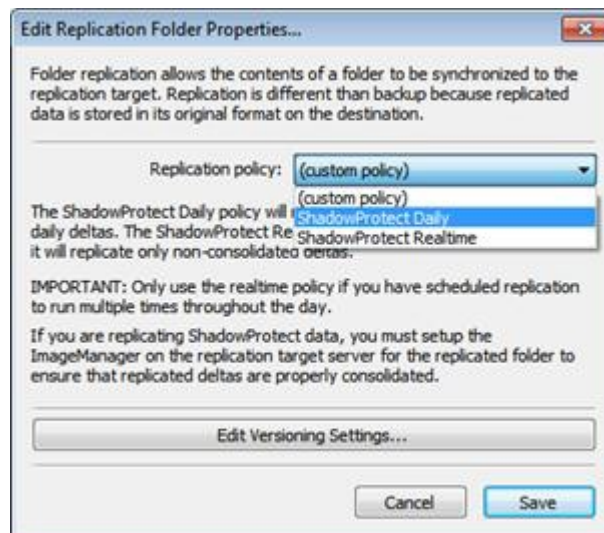 Edit Replication Folder Properties...
Folder replication allows the contents of a folder to be synchronized to the
replication target. Replication is different than backup because replicated
data is stored in its original format on the destination.
Replication policy: (custom policy)
(custom policy)
The ShadowProtect Daily policy will
ShadowProtect Daily
daily deltas. The ShadowProtect Re
ShadowProtect Realtime
it will replicate only non-consolidated deltas.
IMPORTANT: Only use the realtime policy if you have scheduled replication
to run multiple times throughout the day.
If you are replicating ShadowProtect data, you must setup the
ImageManager on the replication target server for the replicated folder to
ensure that replicated deltas are properly consolidated.
Edit Versioning Settings...
Cancel Save